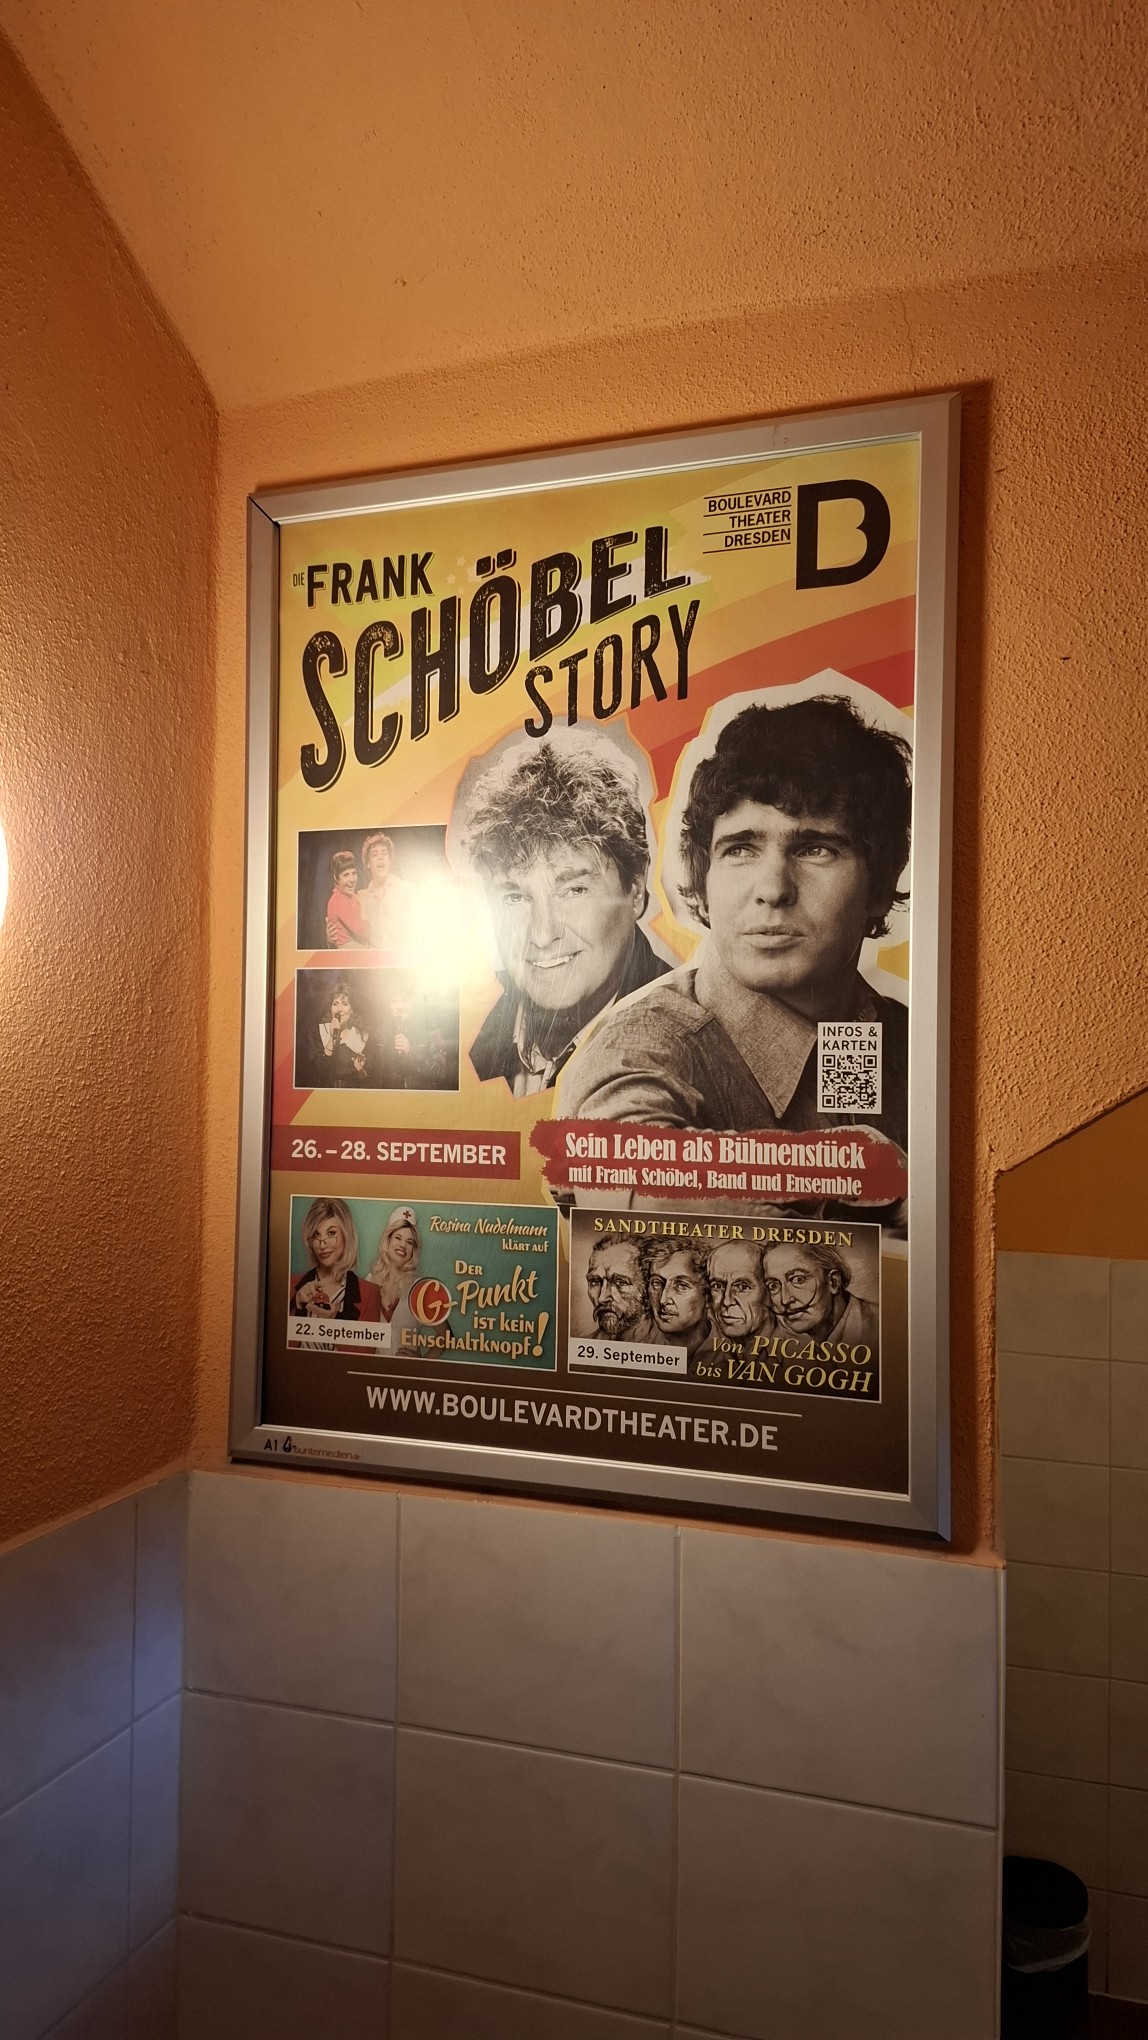 DIE FRANK
SCHÖBEL
STORY
BOULEVARD
THEATER
DRESDEN
B
INFOS &
KARTEN
26. – 28. SEPTEMBER
Sein Leben als Bühnenstück
mit Frank Schöbel, Band und Ensemble
Rosina Nudelmann
KLÄRT AUF
DER
G-Punkt
IST KEIN
EINSCHALTKNOPF!
22. September
SANDTHEATER DRESDEN
Von PICASSO
bis VAN GOGH
29. September
WWW.BOULEVARDTHEATER.DE
A1 buntemedien.de